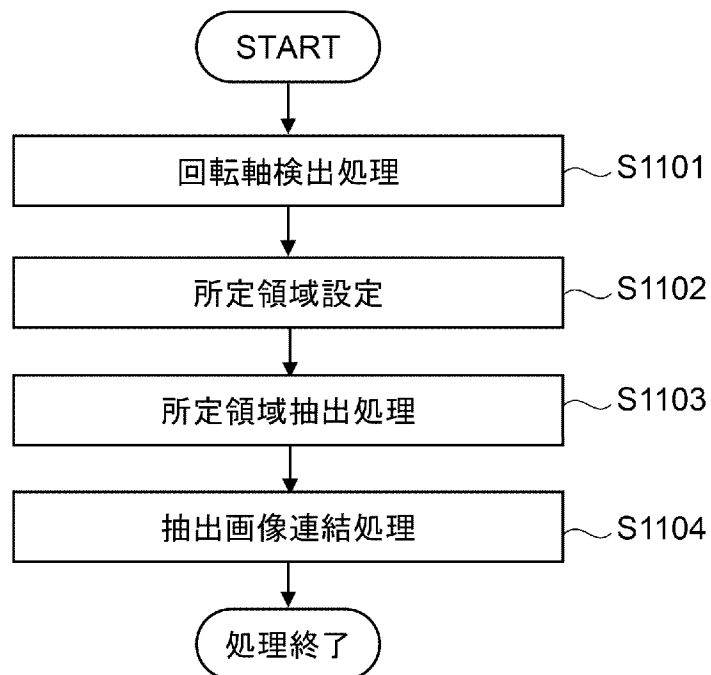 START
回転軸検出処理
S1101
所定領域設定
S1102
所定領域抽出処理
S1103
抽出画像連結処理
S1104
処理終了